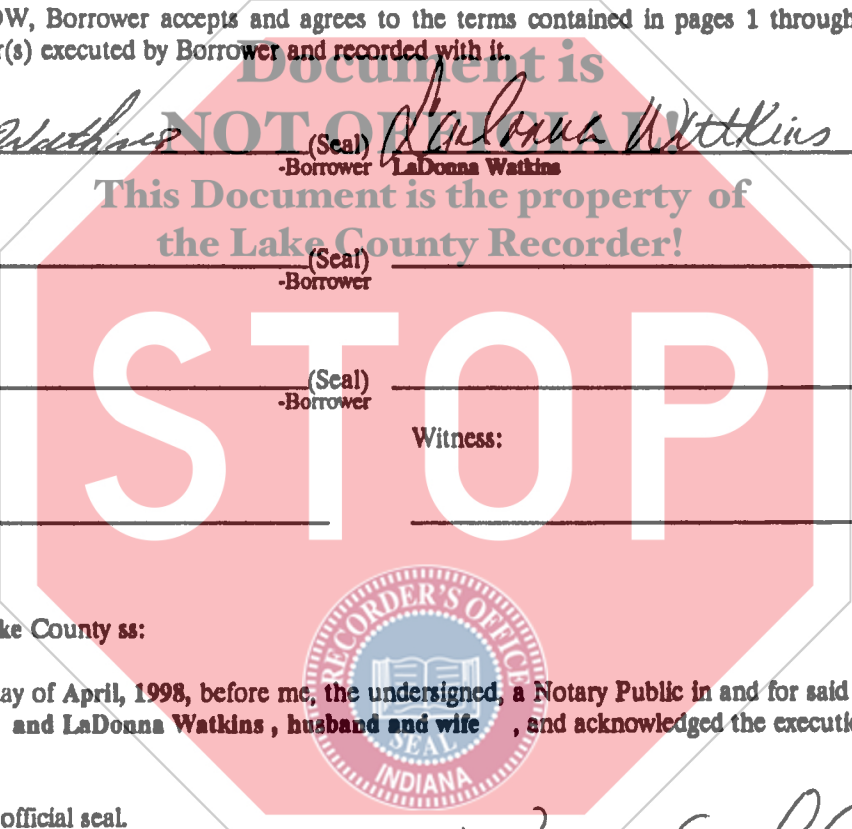 OW, Borrower accepts and agrees to the terms contained in pages 1 through
r(s) executed by Borrower and recorded with it.
Document is
NOT OFFICIAL!
Watkins (Seal) LaDonna Watkins
-Borrower LaDonna Watkins
This Document is the property of
the Lake County Recorder!
(Seal)
-Borrower
(Seal)
-Borrower
STOP
Witness:
ke County ss:
ay of April, 1998, before me, the undersigned, a Notary Public in and for said
and LaDonna Watkins , husband and wife , and acknowledged the executi
RECORDER'S OFFICE
SEAL
INDIANA
official seal.